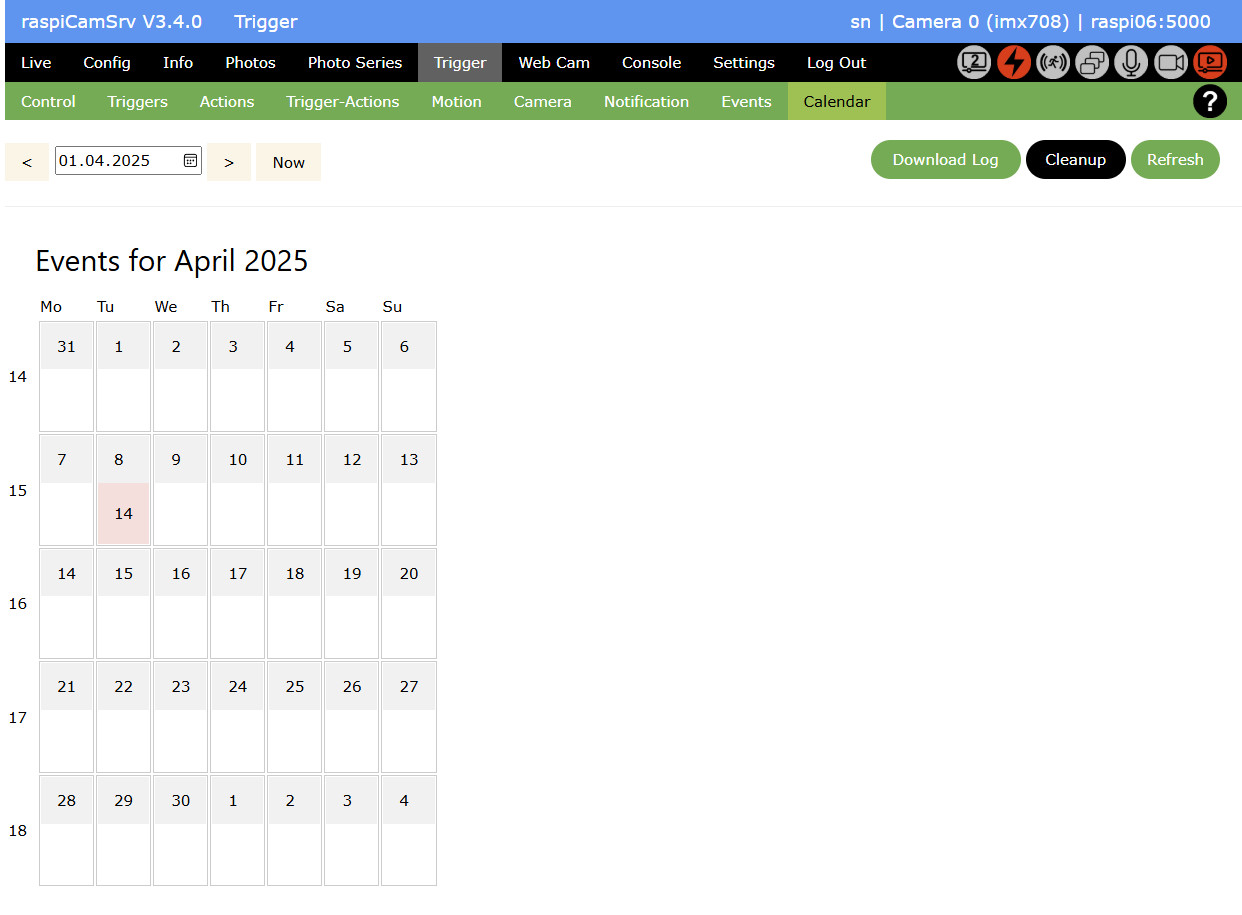 raspiCamSrv V3.4.0 Trigger sn | Camera 0 (imx708) | raspi06:5000
Live Config Info Photos Photo Series Trigger Web Cam Console Settings Log Out 2
Control Triggers Actions Trigger-Actions Motion Camera Notification Events Calendar ?
< 01.04.2025 > Now Download Log Cleanup Refresh
Events for April 2025
Mo Tu We Th Fr Sa Su
31 1 2 3 4 5 6
14
7 8 9 10 11 12 13
15
14
14 15 16 17 18 19 20
16
21 22 23 24 25 26 27
17
28 29 30 1 2 3 4
18